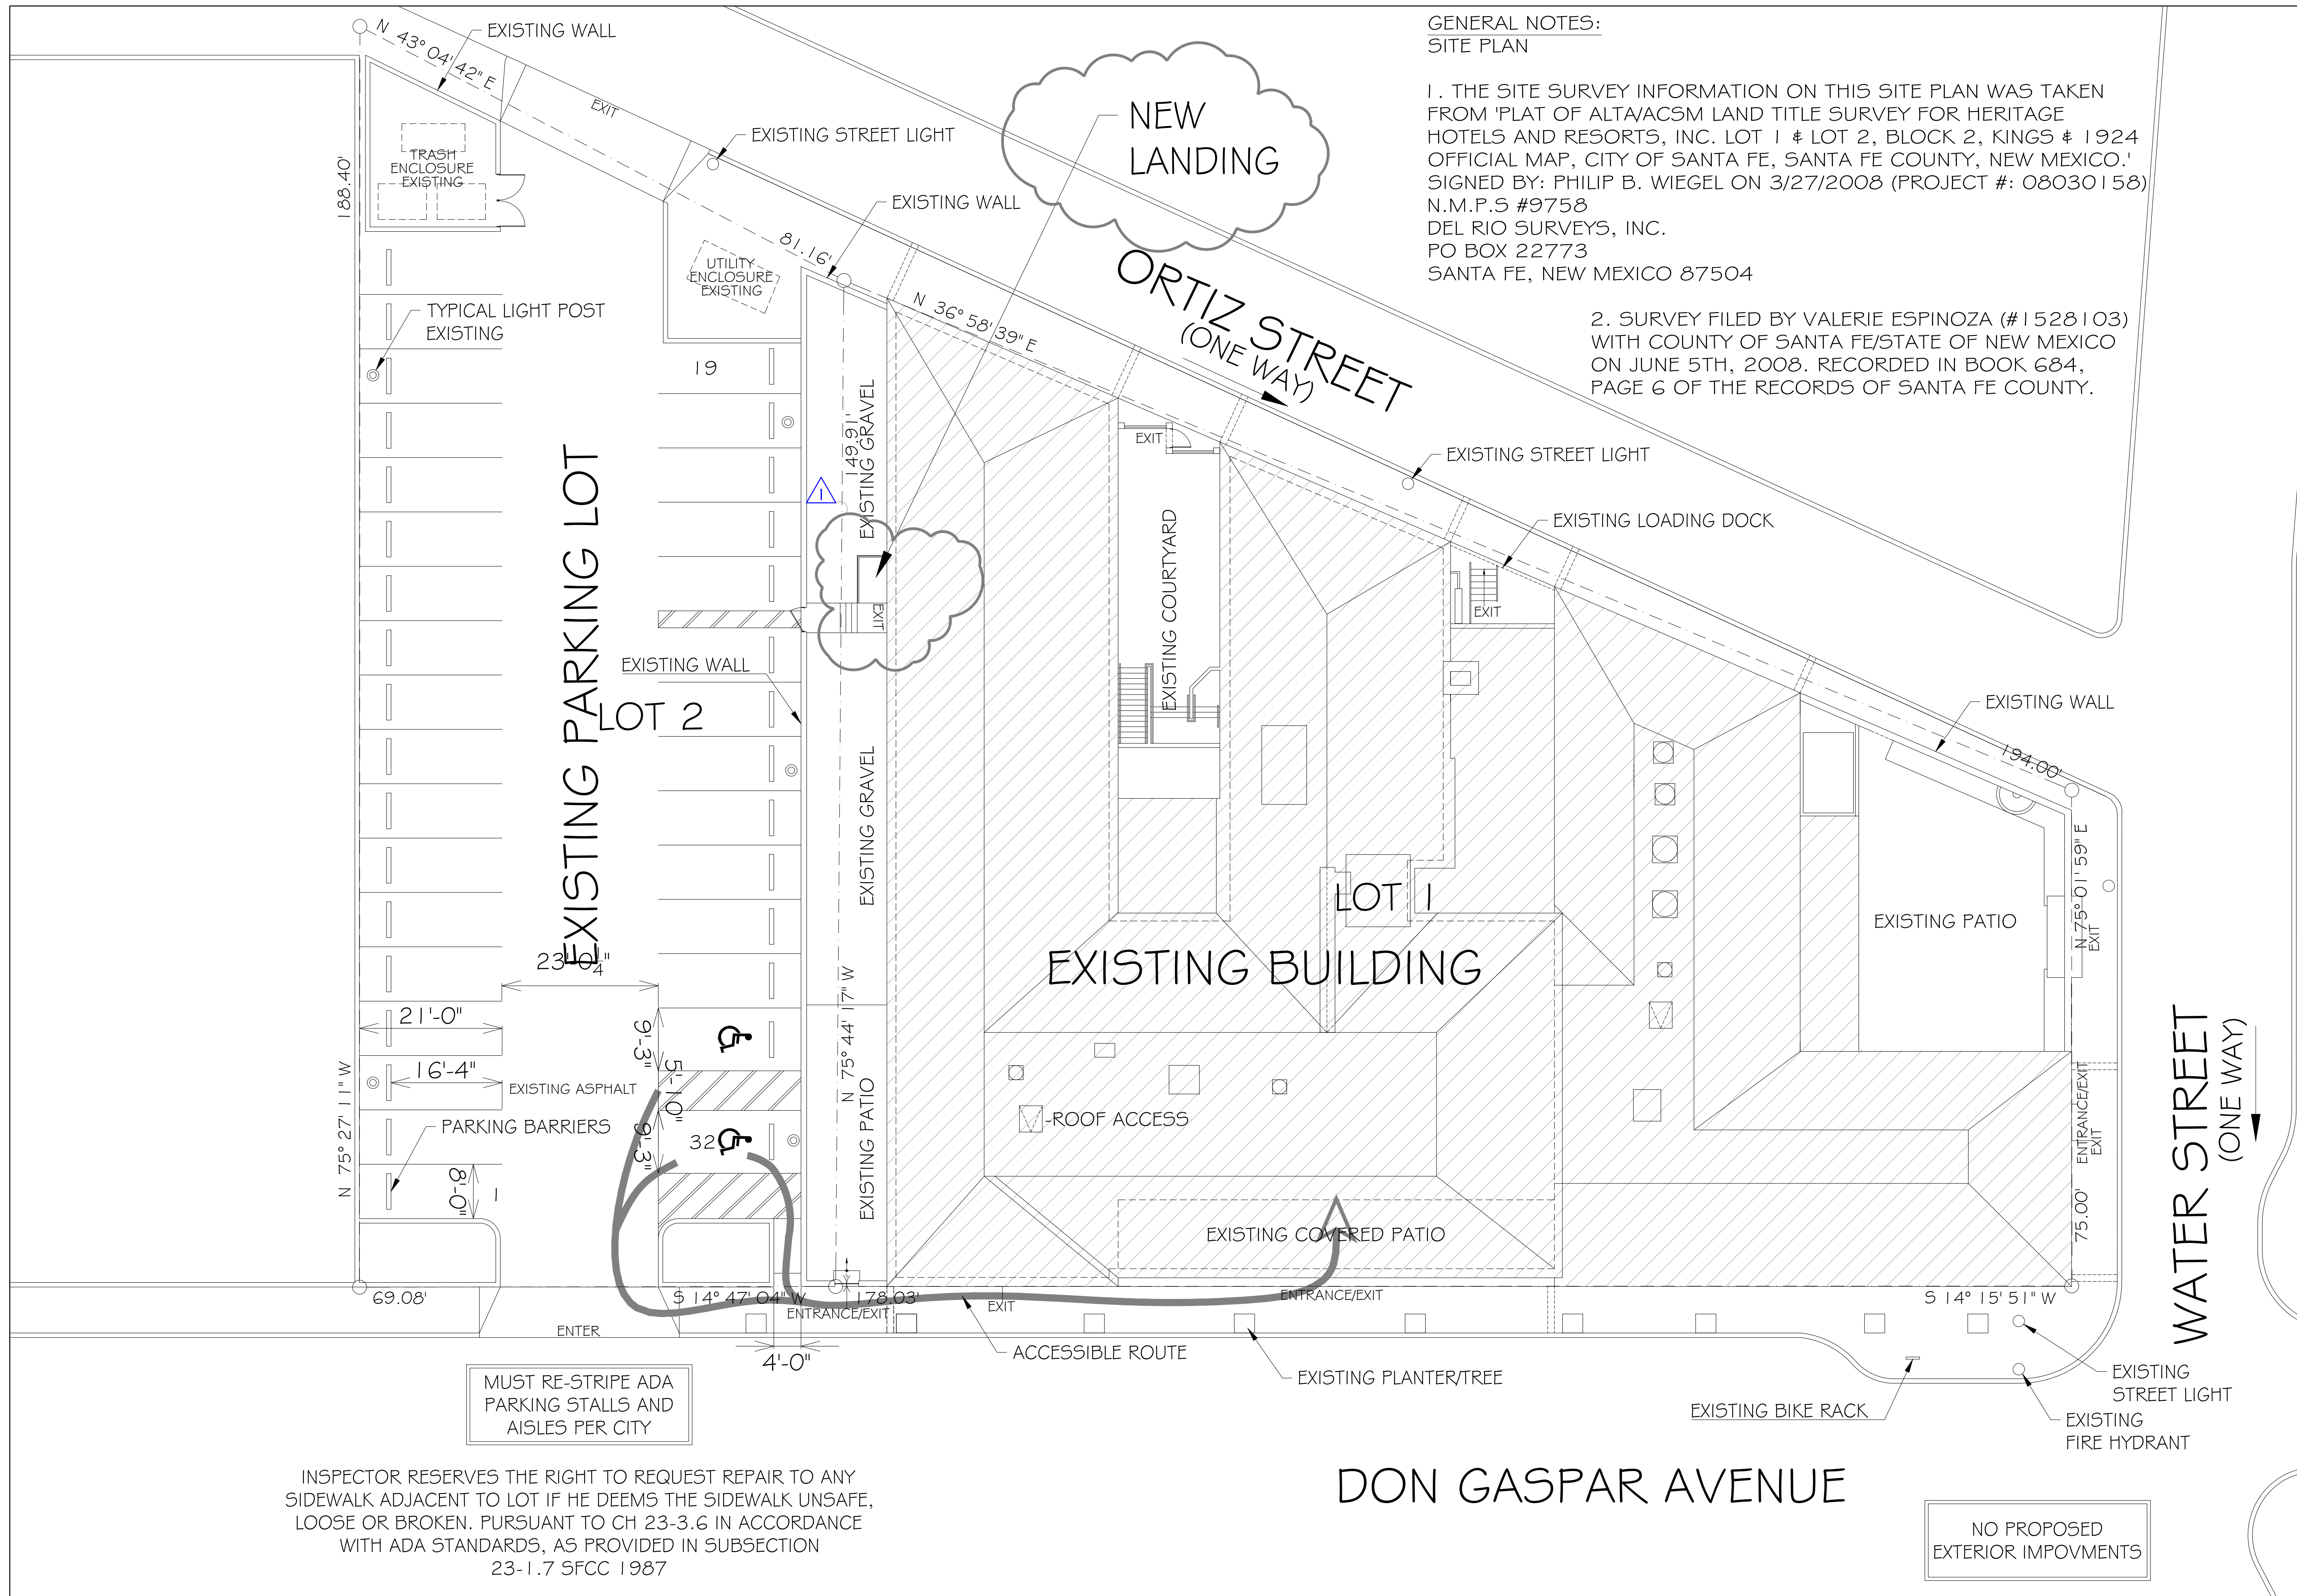 GENERAL NOTES:
SITE PLAN
1. THE SITE SURVEY INFORMATION ON THIS SITE PLAN WAS TAKEN
FROM 'PLAT OF ALTA/ACSM LAND TITLE SURVEY FOR HERITAGE
HOTELS AND RESORTS, INC. LOT 1 & LOT 2, BLOCK 2, KINGS & 1924
OFFICIAL MAP, CITY OF SANTA FE, SANTA FE COUNTY, NEW MEXICO.'
SIGNED BY: PHILIP B. WIEGEL ON 3/27/2008 (PROJECT #: 08030158)
N.M.P.S #9758
DEL RIO SURVEYS, INC.
PO BOX 22773
SANTA FE, NEW MEXICO 87504
2. SURVEY FILED BY VALERIE ESPINOZA (#1528103)
WITH COUNTY OF SANTA FE/STATE OF NEW MEXICO
ON JUNE 5TH, 2008. RECORDED IN BOOK 684,
PAGE 6 OF THE RECORDS OF SANTA FE COUNTY.
N 43° 04' 42" E
EXISTING WALL
EXIT
EXISTING STREET LIGHT
NEW
LANDING
TRASH
ENCLOSURE
EXISTING
188.40'
EXISTING WALL
81.16'
UTILITY
ENCLOSURE
EXISTING
ORTIZ STREET
(ONE WAY)
N 36° 58' 39" E
TYPICAL LIGHT POST
EXISTING
19
149.91'
EXISTING GRAVEL
EXIT
EXISTING STREET LIGHT
1
EXISTING LOADING DOCK
EXISTING COURTYARD
EXIT
EXIT
EXISTING PARKING LOT
EXISTING WALL
LOT 2
EXISTING WALL
194.00'
EXISTING GRAVEL
LOT 1
EXISTING BUILDING
EXISTING PATIO
N 75° 01' 59" E
EXIT
23'-0 1/4"
21'-0"
9'-3"
N 75° 44' 17" W
16'-4"
EXISTING ASPHALT
5'-10"
PARKING BARRIERS
32
9'-3"
EXISTING PATIO
-ROOF ACCESS
N 75° 27' 11" W
8'-0"
1
EXISTING COVERED PATIO
ENTRANCE/EXIT
EXIT
75.00'
WATER STREET
(ONE WAY)
69.08'
S 14° 47' 04" W
178.03'
ENTRANCE/EXIT
EXIT
ENTRANCE/EXIT
S 14° 15' 51" W
ENTER
4'-0"
ACCESSIBLE ROUTE
EXISTING PLANTER/TREE
EXISTING BIKE RACK
EXISTING
STREET LIGHT
EXISTING
FIRE HYDRANT
MUST RE-STRIPE ADA
PARKING STALLS AND
AISLES PER CITY
INSPECTOR RESERVES THE RIGHT TO REQUEST REPAIR TO ANY
SIDEWALK ADJACENT TO LOT IF HE DEEMS THE SIDEWALK UNSAFE,
LOOSE OR BROKEN. PURSUANT TO CH 23-3.6 IN ACCORDANCE
WITH ADA STANDARDS, AS PROVIDED IN SUBSECTION
23-1.7 SFCC 1987
DON GASPAR AVENUE
NO PROPOSED
EXTERIOR IMPOVMENTS